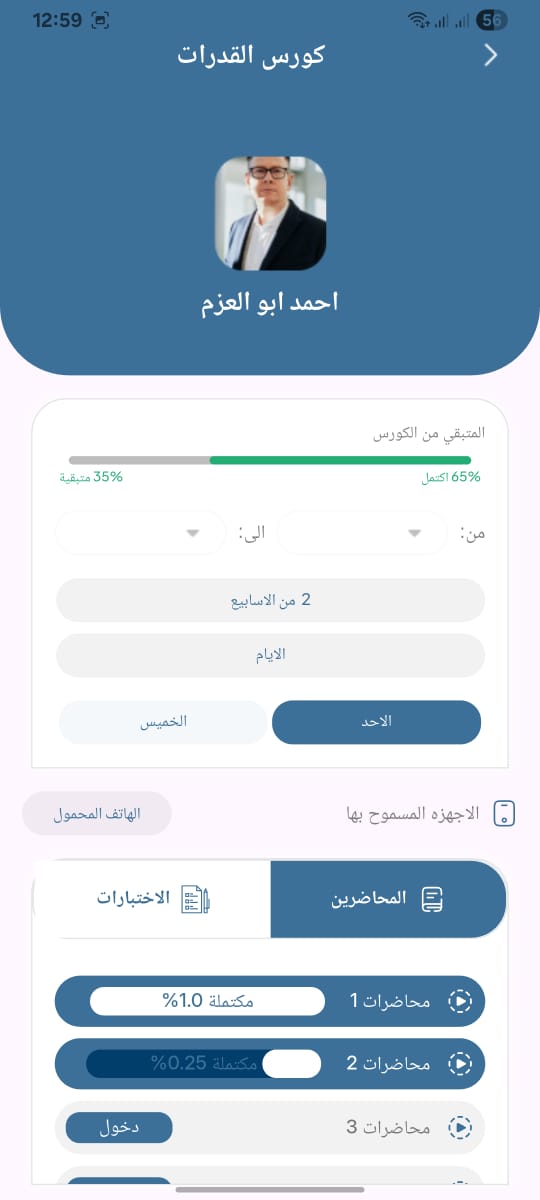 12:59 56
كورس القدرات
احمد ابو العزم
المتبقي من الكورس
65% اكتمل 35% متبقية
من: الى:
2 من الاسابيع
الايام
الاحد الخميس
الاجهزه المسموح بها الهاتف المحمول
المحاضرين الاختبارات
محاضرات 1 مكتملة 1.0%
محاضرات 2 مكتملة 0.25%
محاضرات 3 دخول